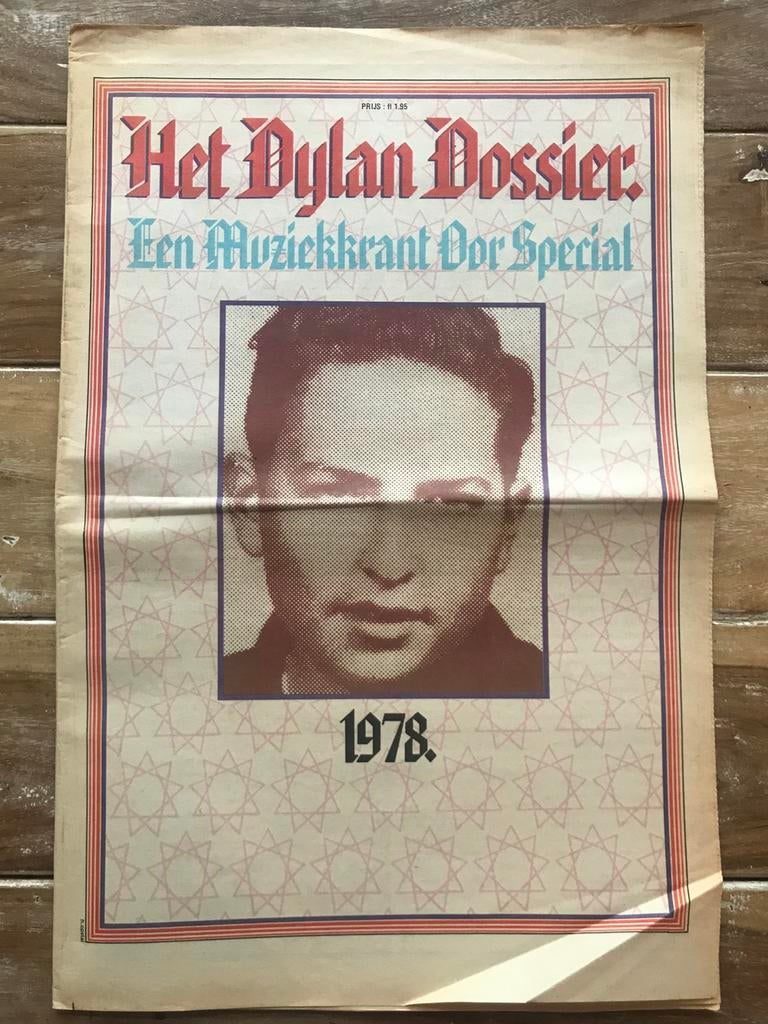 PRIJS : fl 1.95
Het Dylan Dossier.
Een Muziekkrant Oor Special
1978.